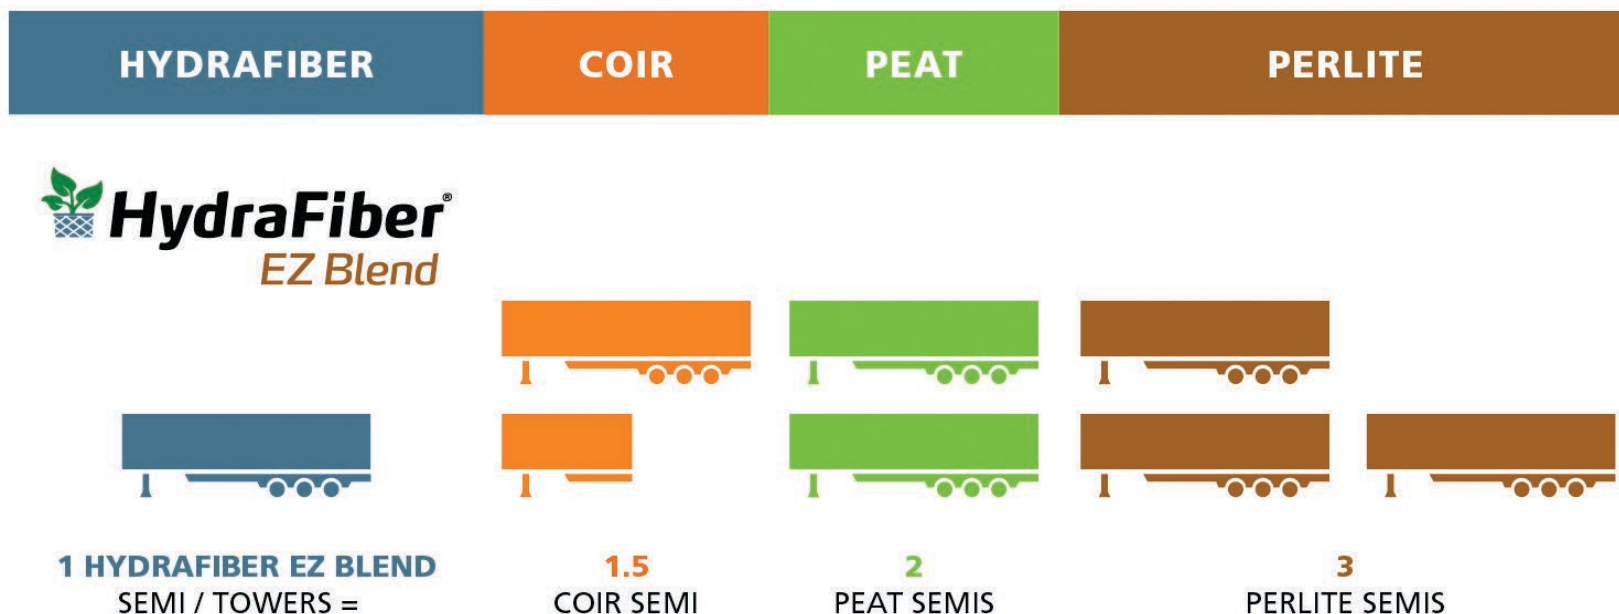 HYDRAFIBER
COIR
PEAT
PERLITE
HydraFiber®
EZ Blend
1 HYDRAFIBER EZ BLEND
SEMI / TOWERS =
1.5
COIR SEMI
2
PEAT SEMIS
3
PERLITE SEMIS